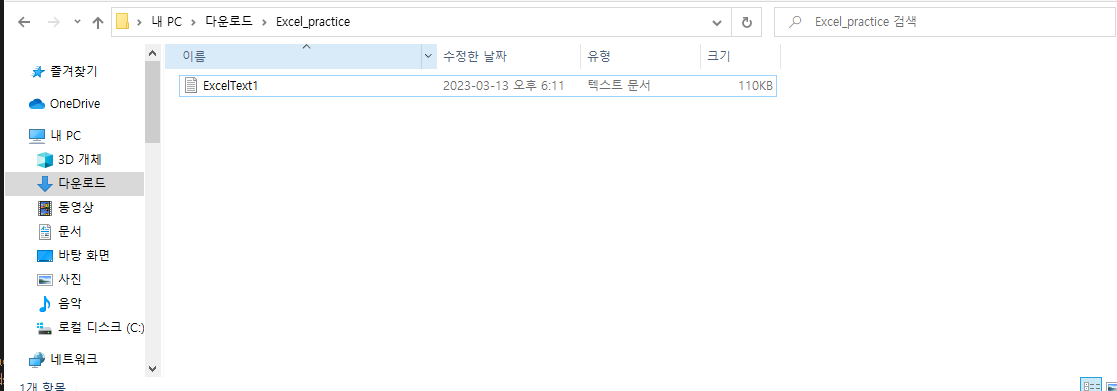 내 PC > 다운로드 > Excel_practice
Excel_practice 검색
이름 수정한 날짜 유형 크기
ExcelText1 2023-03-13 오후 6:11 텍스트 문서 110KB
즐겨찾기
OneDrive
내 PC
3D 개체
다운로드
동영상
문서
바탕 화면
사진
음악
로컬 디스크 (C:)
네트워크
1개 항목